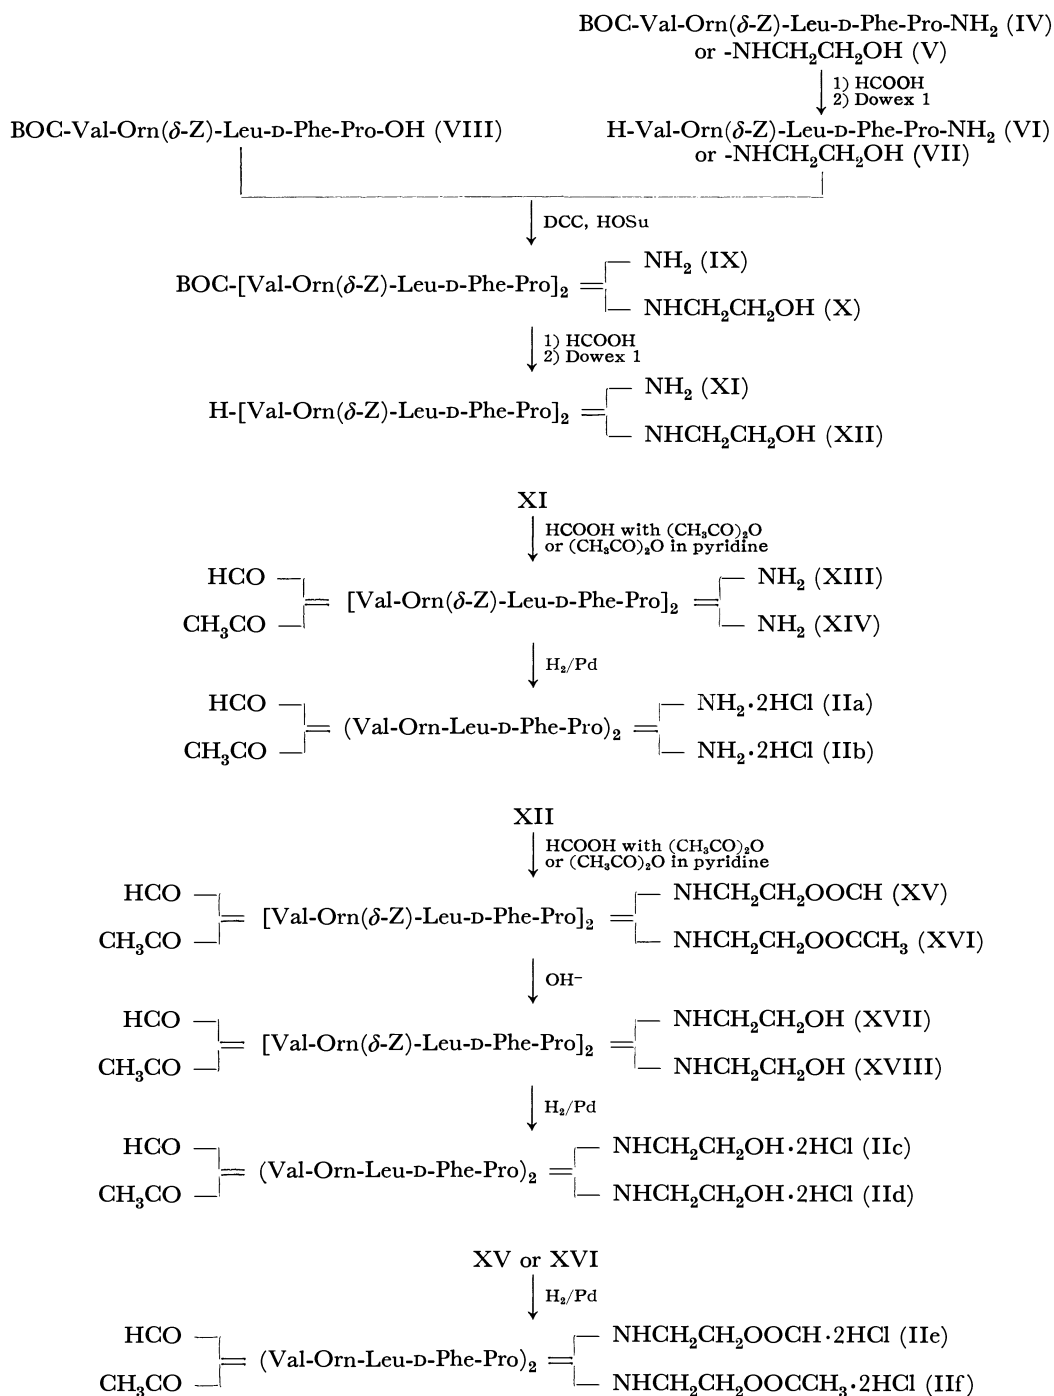 BOC-Val-Orn(δ-Z)-Leu-D-Phe-Pro-NH₂ (IV)
or -NHCH₂CH₂OH (V)
1) HCOOH
2) Dowex 1
BOC-Val-Orn(δ-Z)-Leu-D-Phe-Pro-OH (VIII)
H-Val-Orn(δ-Z)-Leu-D-Phe-Pro-NH₂ (VI)
or -NHCH₂CH₂OH (VII)
DCC, HOSu
NH₂ (IX)
BOC-[Val-Orn(δ-Z)-Leu-D-Phe-Pro]₂
NHCH₂CH₂OH (X)
1) HCOOH
2) Dowex 1
NH₂ (XI)
H-[Val-Orn(δ-Z)-Leu-D-Phe-Pro]₂
NHCH₂CH₂OH (XII)
XI
HCOOH with (CH₃CO)₂O
or (CH₃CO)₂O in pyridine
HCO NH₂ (XIII)
[Val-Orn(δ-Z)-Leu-D-Phe-Pro]₂
CH₃CO NH₂ (XIV)
H₂/Pd
HCO NH₂·2HCl (IIa)
(Val-Orn-Leu-D-Phe-Pro)₂
CH₃CO NH₂·2HCl (IIb)
XII
HCOOH with (CH₃CO)₂O
or (CH₃CO)₂O in pyridine
HCO NHCH₂CH₂OOCH (XV)
[Val-Orn(δ-Z)-Leu-D-Phe-Pro]₂
CH₃CO NHCH₂CH₂OOCCH₃ (XVI)
OH⁻
HCO NHCH₂CH₂OH (XVII)
[Val-Orn(δ-Z)-Leu-D-Phe-Pro]₂
CH₃CO NHCH₂CH₂OH (XVIII)
H₂/Pd
HCO NHCH₂CH₂OH·2HCl (IIc)
(Val-Orn-Leu-D-Phe-Pro)₂
CH₃CO NHCH₂CH₂OH·2HCl (IId)
XV or XVI
H₂/Pd
HCO NHCH₂CH₂OOCH·2HCl (IIe)
(Val-Orn-Leu-D-Phe-Pro)₂
CH₃CO NHCH₂CH₂OOCCH₃·2HCl (IIf)